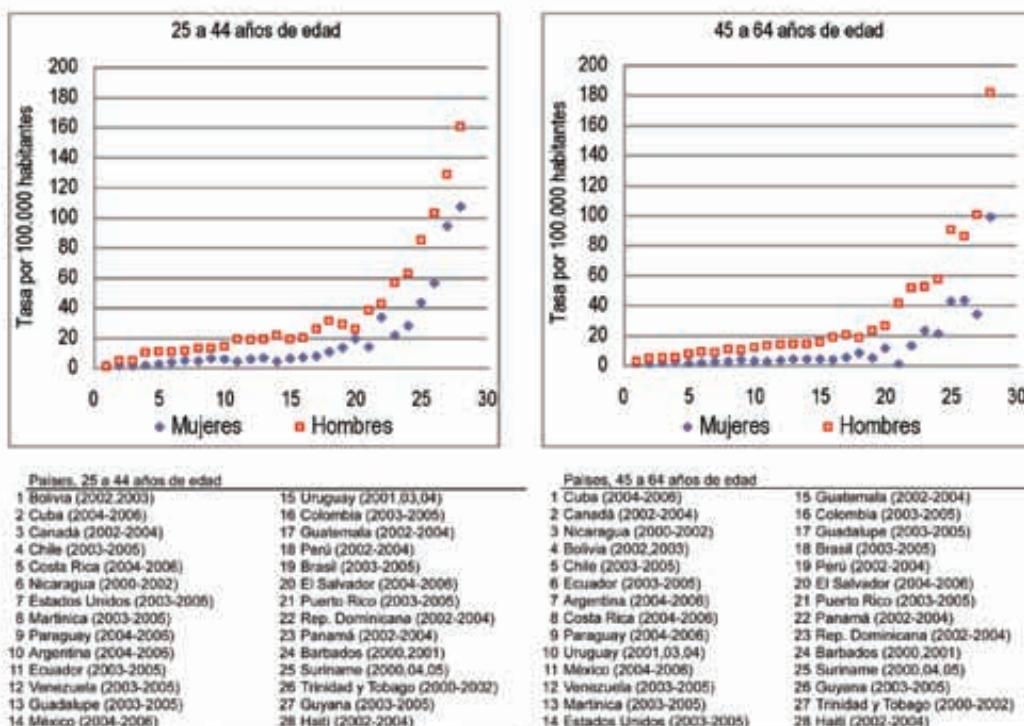 25 a 44 años de edad
Tasa por 100.000 habitantes
200
180
160
140
120
100
80
60
40
20
0
0 5 10 15 20 25 30
Mujeres Hombres
45 a 64 años de edad
Tasa por 100.000 habitantes
200
180
160
140
120
100
80
60
40
20
0
0 5 10 15 20 25 30
Mujeres Hombres
Países, 25 a 44 años de edad
1 Bolivia (2002,2003)
2 Cuba (2004-2006)
3 Canadá (2002-2004)
4 Chile (2003-2005)
5 Costa Rica (2004-2006)
6 Nicaragua (2000-2002)
7 Estados Unidos (2003-2005)
8 Martinica (2003-2005)
9 Paraguay (2004-2006)
10 Argentina (2004-2006)
11 Ecuador (2003-2005)
12 Venezuela (2003-2005)
13 Guadalupe (2003-2005)
14 México (2004-2006)
15 Uruguay (2001,03,04)
16 Colombia (2003-2005)
17 Guatemala (2002-2004)
18 Perú (2002-2004)
19 Brasil (2003-2005)
20 El Salvador (2004-2006)
21 Puerto Rico (2003-2005)
22 Rep. Dominicana (2002-2004)
23 Panamá (2002-2004)
24 Barbados (2000,2001)
25 Suriname (2000,04,05)
26 Trinidad y Tobago (2000-2002)
27 Guyana (2003-2005)
28 Haití (2002-2004)
Países, 45 a 64 años de edad
1 Cuba (2004-2006)
2 Canadá (2002-2004)
3 Nicaragua (2000-2002)
4 Bolivia (2002,2003)
5 Chile (2003-2005)
6 Ecuador (2003-2005)
7 Argentina (2004-2006)
8 Costa Rica (2004-2006)
9 Paraguay (2004-2006)
10 Uruguay (2001,03,04)
11 México (2004-2006)
12 Venezuela (2003-2005)
13 Martinica (2003-2005)
14 Estados Unidos (2003-2005)
15 Guatemala (2002-2004)
16 Colombia (2003-2005)
17 Guadalupe (2003-2005)
18 Brasil (2003-2005)
19 Perú (2002-2004)
20 El Salvador (2004-2006)
21 Puerto Rico (2003-2005)
22 Panamá (2002-2004)
23 Rep. Dominicana (2002-2004)
24 Barbados (2000,2001)
25 Suriname (2000,04,05)
26 Guyana (2003-2005)
27 Trinidad y Tobago (2000-2002)
28 Haití (2002-2004)